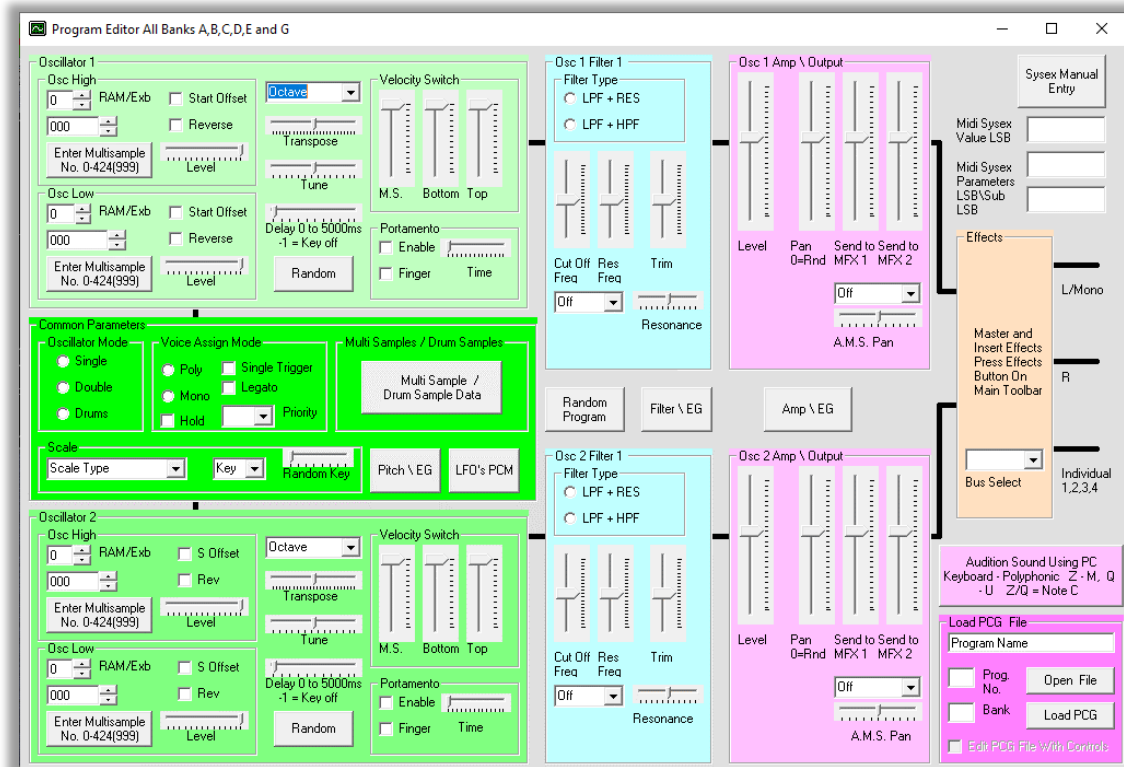 Program Editor All Banks A,B,C,D,E and G
Oscillator 1
Osc High
0
RAM/Exb
Start Offset
000
Reverse
Enter Multisample
No. 0-424(999)
Level
Osc Low
0
RAM/Exb
Start Offset
000
Reverse
Enter Multisample
No. 0-424(999)
Level
Octave
Transpose
Tune
Delay 0 to 5000ms
-1 = Key off
Random
Velocity Switch
M.S.
Bottom
Top
Portamento
Enable
Finger
Time
Osc 1 Filter 1
Filter Type
LPF + RES
LPF + HPF
Cut Off
Freq
Res
Freq
Trim
Off
Resonance
Osc 1 Amp \ Output
Level
Pan
0=Rnd
Send to
MFX 1
Send to
MFX 2
Off
A.M.S. Pan
Sysex Manual
Entry
Midi Sysex
Value LSB
Midi Sysex
Parameters
LSB\Sub
LSB
Effects
Master and
Insert Effects
Press Effects
Button On
Main Toolbar
Bus Select
L/Mono
R
Individual
1,2,3,4
Common Parameters
Oscillator Mode
Single
Double
Drums
Voice Assign Mode
Poly
Mono
Hold
Single Trigger
Legato
Priority
Multi Samples / Drum Samples
Multi Sample /
Drum Sample Data
Scale
Scale Type
Key
Random Key
Pitch \ EG
LFO's PCM
Random
Program
Filter \ EG
Amp \ EG
Oscillator 2
Osc High
0
RAM/Exb
S Offset
000
Rev
Enter Multisample
No. 0-424(999)
Level
Osc Low
0
RAM/Exb
S Offset
000
Rev
Enter Multisample
No. 0-424(999)
Level
Octave
Transpose
Tune
Delay 0 to 5000ms
-1 = Key off
Random
Velocity Switch
M.S.
Bottom
Top
Portamento
Enable
Finger
Time
Osc 2 Filter 1
Filter Type
LPF + RES
LPF + HPF
Cut Off
Freq
Res
Freq
Trim
Off
Resonance
Osc 2 Amp \ Output
Level
Pan
0=Rnd
Send to
MFX 1
Send to
MFX 2
Off
A.M.S. Pan
Audition Sound Using PC
Keyboard - Polyphonic Z - M, Q
- U Z/Q = Note C
Load PCG File
Program Name
Prog.
No.
Open File
Bank
Load PCG
Edit PCG File With Controls